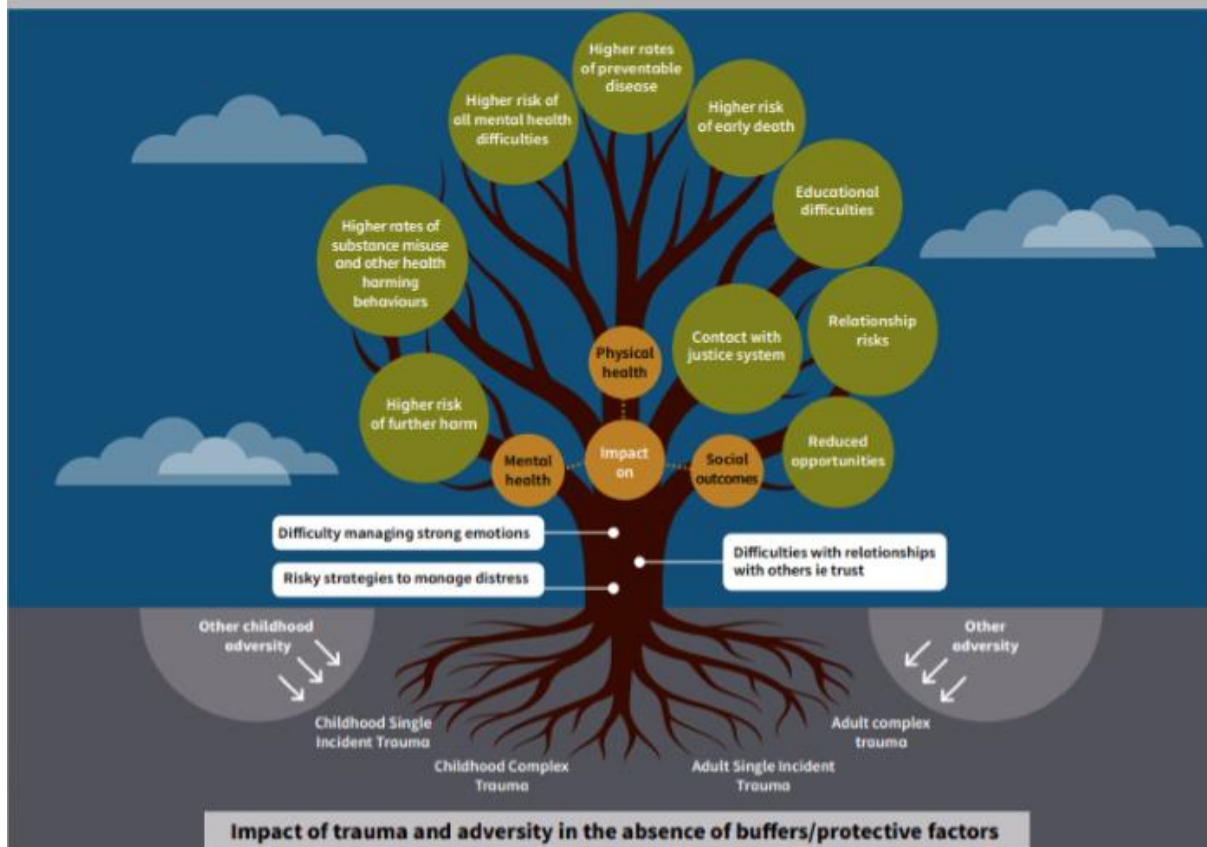 Higher rates
of preventable
disease
Higher risk of
all mental health
difficulties
Higher risk
of early death
Educational
difficulties
Higher rates of
substance misuse
and other health
harming
behaviours
Relationship
risks
Contact with
justice system
Physical
health
Higher risk
of further harm
Reduced
opportunities
Mental
health
Impact
on
Social
outcomes
Difficulty managing strong emotions
Difficulties with relationships
with others ie trust
Risky strategies to manage distress
Other childhood
adversity
Other
adversity
Childhood Single
Incident Trauma
Childhood Complex
Trauma
Adult Single Incident
Trauma
Adult complex
trauma
Impact of trauma and adversity in the absence of buffers/protective factors